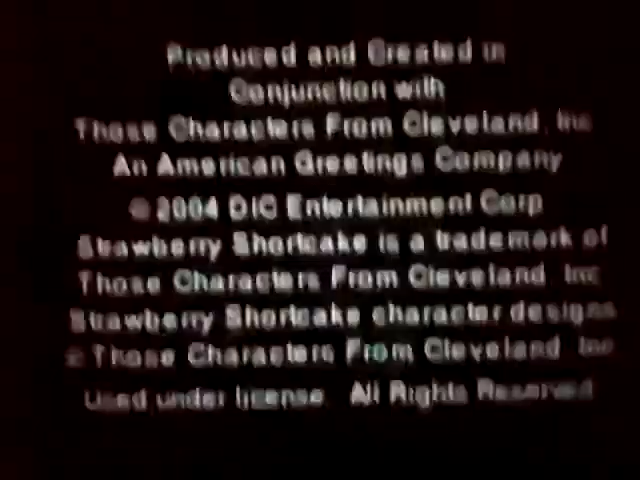 Produced and Created in
Conjunction with
Those Characters From Cleveland, Inc
An American Greetings Company
© 2004 DIC Entertainment Corp
Strawberry Shortcake is a trademark of
Those Characters From Cleveland Inc
Strawberry Shortcake character designs
© Those Characters From Cleveland Inc
Used under license All Rights Reserved